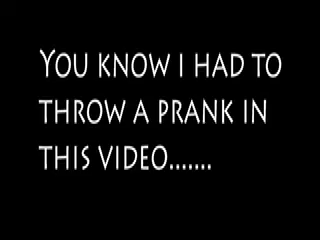 You know i had to
throw a prank in
this video.......